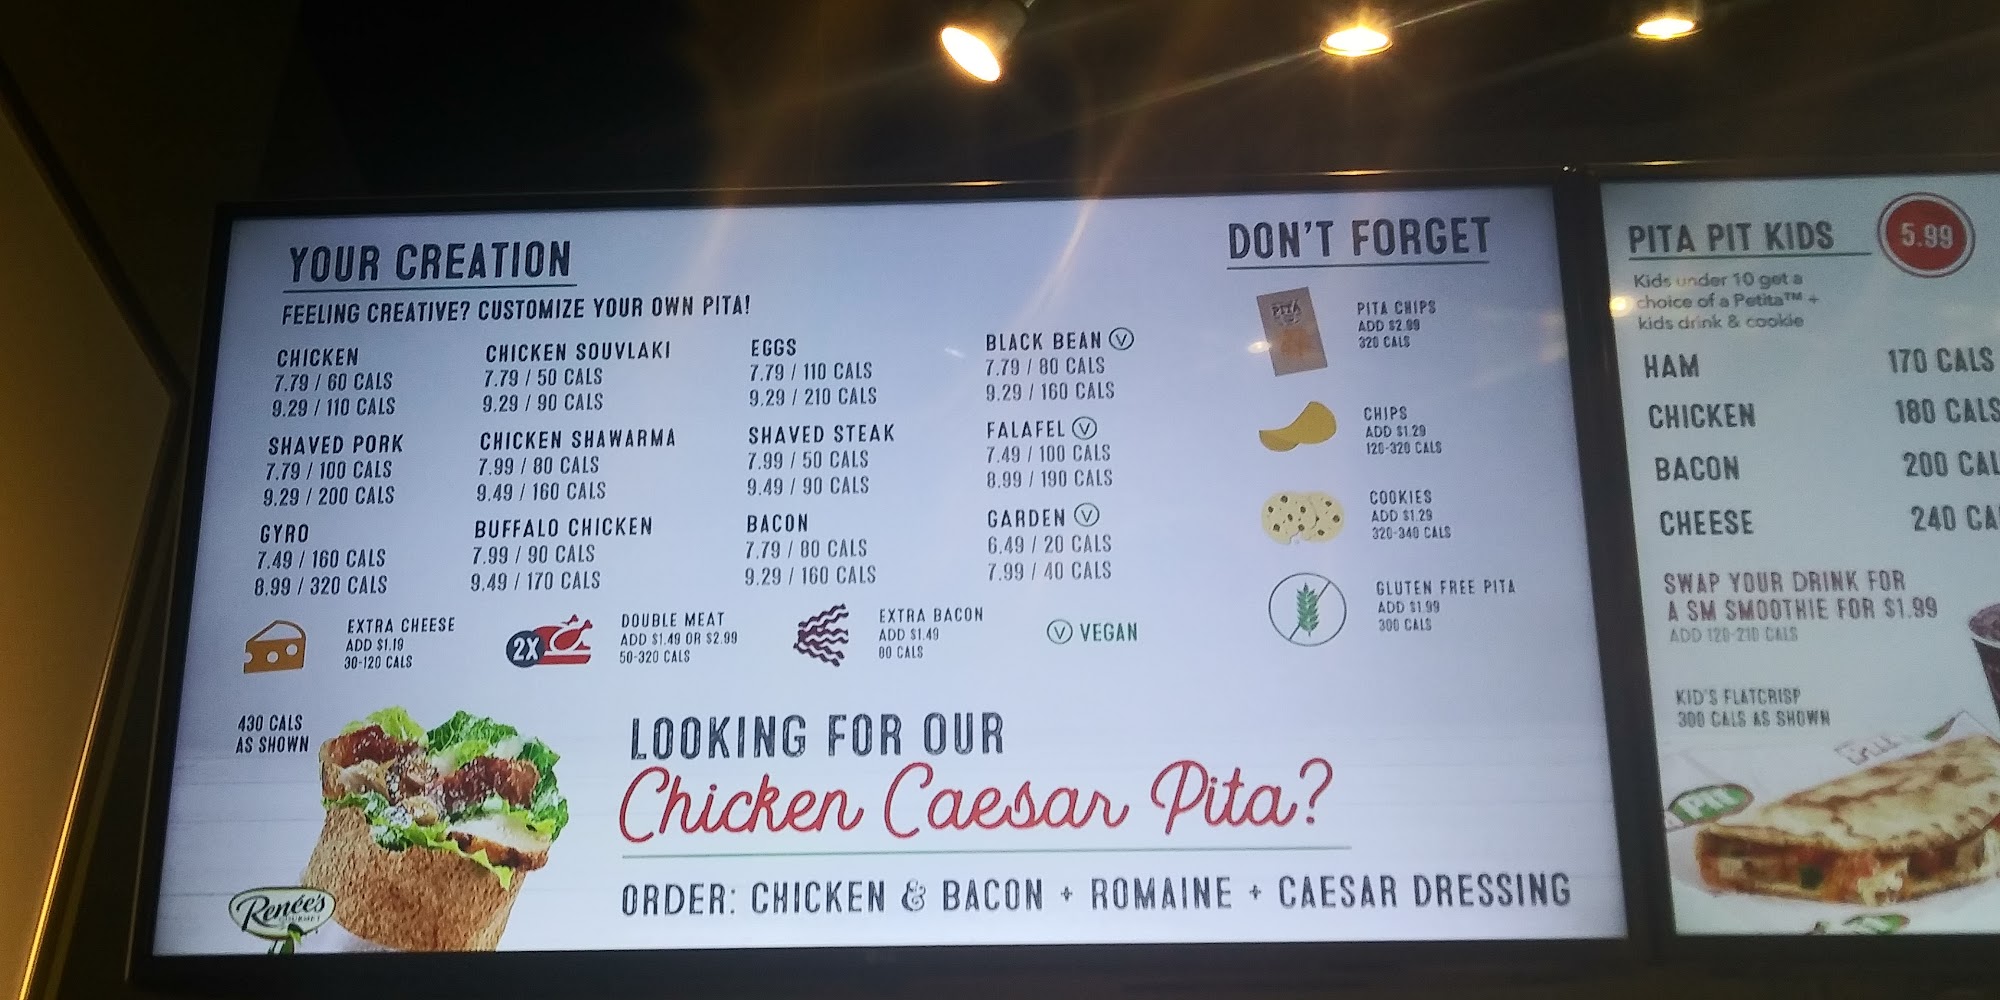 YOUR CREATION
FEELING CREATIVE? CUSTOMIZE YOUR OWN PITA!
CHICKEN
7.79 / 60 CALS
9.29 / 110 CALS
SHAVED PORK
7.79 / 100 CALS
9.29 / 200 CALS
GYRO
7.49 / 160 CALS
8.99 / 320 CALS
CHICKEN SOUVLAKI
7.79 / 50 CALS
9.29 / 90 CALS
CHICKEN SHAWARMA
7.99 / 80 CALS
9.49 / 160 CALS
BUFFALO CHICKEN
7.99 / 90 CALS
9.49 / 170 CALS
EGGS
7.79 / 110 CALS
9.29 / 210 CALS
SHAVED STEAK
7.99 / 50 CALS
9.49 / 90 CALS
BACON
7.79 / 80 CALS
9.29 / 160 CALS
BLACK BEAN V
7.79 / 80 CALS
9.29 / 160 CALS
FALAFEL V
7.49 / 100 CALS
8.99 / 190 CALS
GARDEN V
6.49 / 20 CALS
7.99 / 40 CALS
EXTRA CHEESE
ADD $1.19
30-120 CALS
2X
DOUBLE MEAT
ADD $1.49 OR $2.99
50-320 CALS
EXTRA BACON
ADD $1.49
80 CALS
V VEGAN
430 CALS
AS SHOWN
Renée's
GOURMET
LOOKING FOR OUR
Chicken Caesar Pita?
ORDER: CHICKEN & BACON + ROMAINE + CAESAR DRESSING
DON'T FORGET
PITA
PITA CHIPS
ADD $2.09
320 CALS
CHIPS
ADD $1.29
120-320 CALS
COOKIES
ADD $1.29
320-340 CALS
GLUTEN FREE PITA
ADD $1.99
300 CALS
PITA PIT KIDS
5.99
Kids under 10 get a
choice of a Petita™ +
kids drink & cookie
HAM 170 CALS
CHICKEN 180 CALS
BACON 200 CAL
CHEESE 240 CA
SWAP YOUR DRINK FOR
A SM SMOOTHIE FOR $1.99
ADD 120-210 CALS
KID'S FLATCRISP
300 CALS AS SHOWN